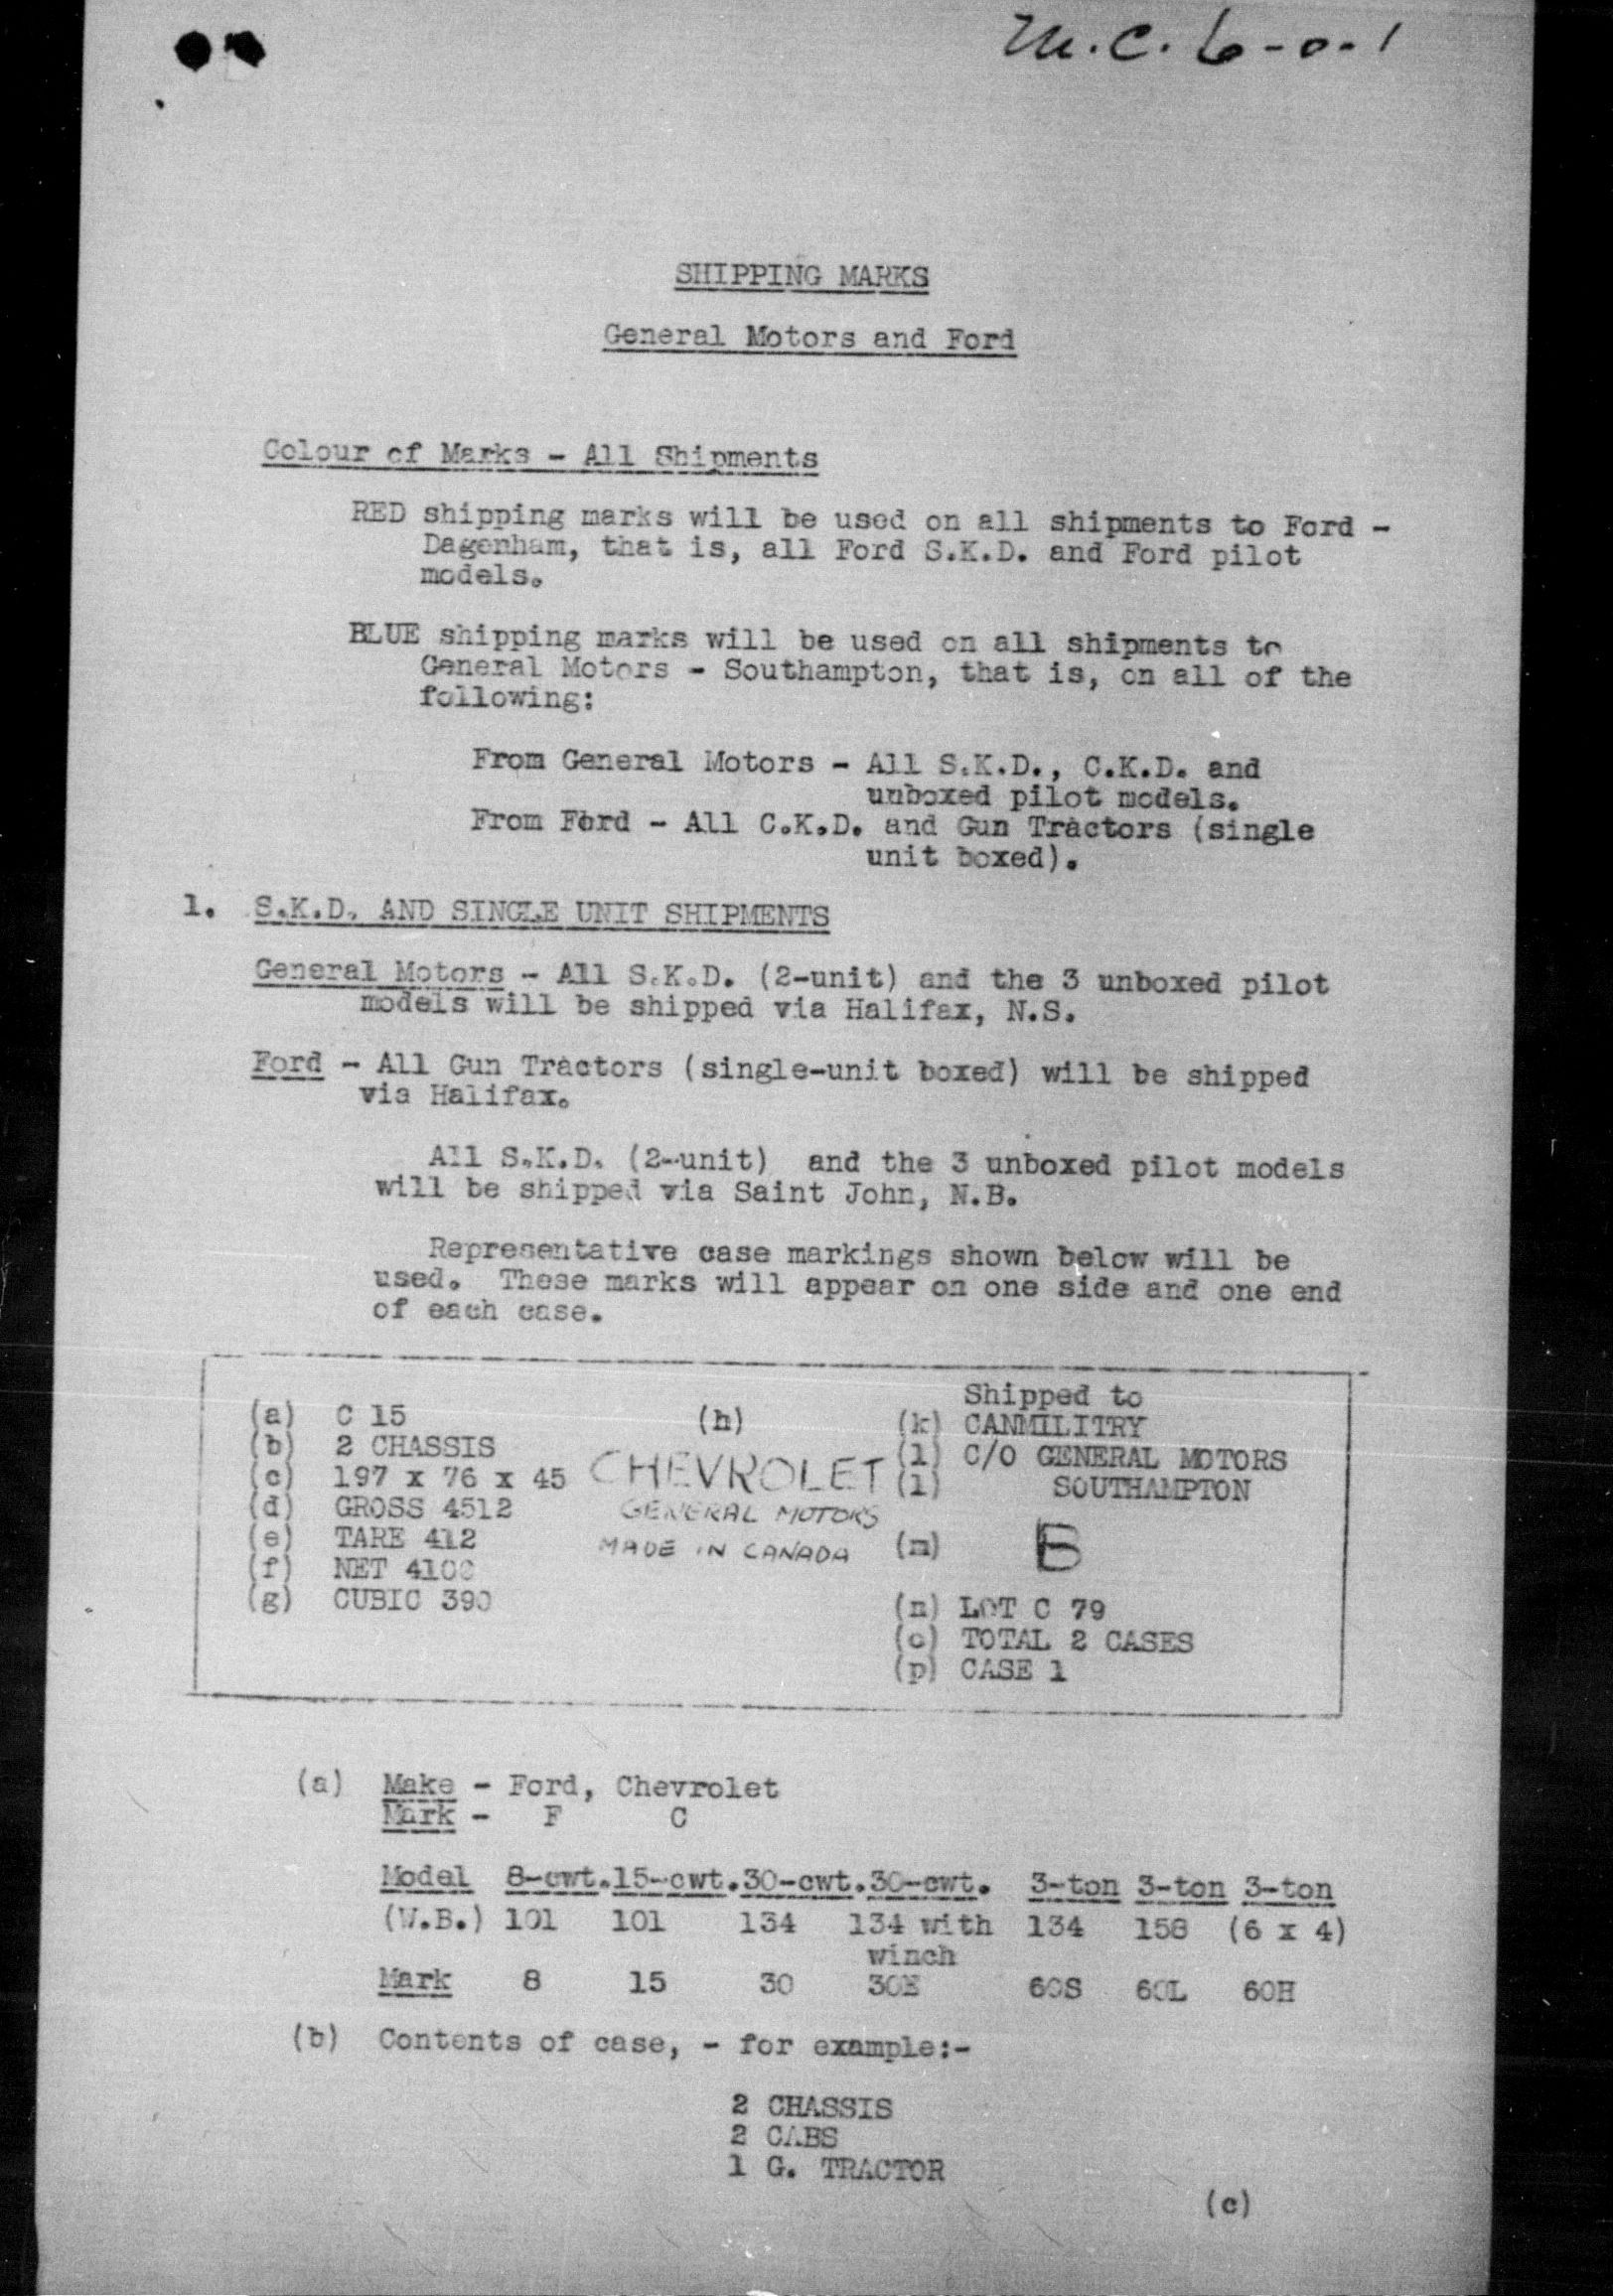 M.C. 6-0-1
SHIPPING MARKS
General Motors and Ford
Colour of Marks - All Shipments
RED shipping marks will be used on all shipments to Ford -
Dagenham, that is, all Ford S.K.D. and Ford pilot
models.
BLUE shipping marks will be used on all shipments to
General Motors - Southampton, that is, on all of the
following:
From General Motors - All S.K.D., C.K.D. and
unboxed pilot models.
From Ford - All C.K.D. and Gun Tractors (single
unit boxed).
1. S.K.D. AND SINGLE UNIT SHIPMENTS
General Motors - All S.K.D. (2-unit) and the 3 unboxed pilot
models will be shipped via Halifax, N.S.
Ford - All Gun Tractors (single-unit boxed) will be shipped
via Halifax.
All S.K.D. (2-unit) and the 3 unboxed pilot models
will be shipped via Saint John, N.B.
Representative case markings shown below will be
used. These marks will appear on one side and one end
of each case.
(a) C 15
(b) 2 CHASSIS
(c) 197 x 76 x 45
(d) GROSS 4512
(e) TARE 412
(f) NET 4100
(g) CUBIC 390
(h)
CHEVROLET
GENERAL MOTORS
MADE IN CANADA
Shipped to
(k) CANMILITRY
(l) C/O GENERAL MOTORS
(l) SOUTHAMPTON
(m) B
(n) LOT C 79
(o) TOTAL 2 CASES
(p) CASE 1
(a) Make - Ford, Chevrolet
Mark - F C
Model 8-cwt. 15-cwt. 30-cwt. 30-cwt. 3-ton 3-ton 3-ton
(W.B.) 101 101 134 134 with 134 158 (6 x 4)
winch
Mark 8 15 30 60S 60L 60H
(b) Contents of case, - for example:-
2 CHASSIS
2 CABS
1 G. TRACTOR
(c)